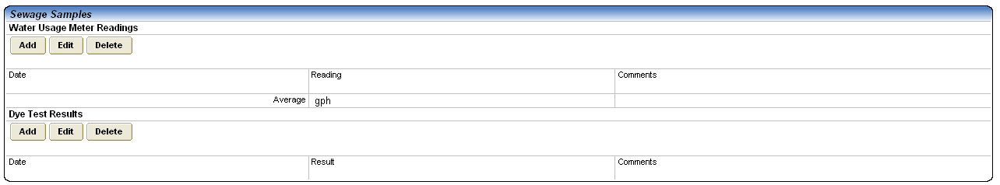 Sewage Samples
Water Usage Meter Readings
Add Edit Delete
Date Reading Comments
Average gph
Dye Test Results
Add Edit Delete
Date Result Comments